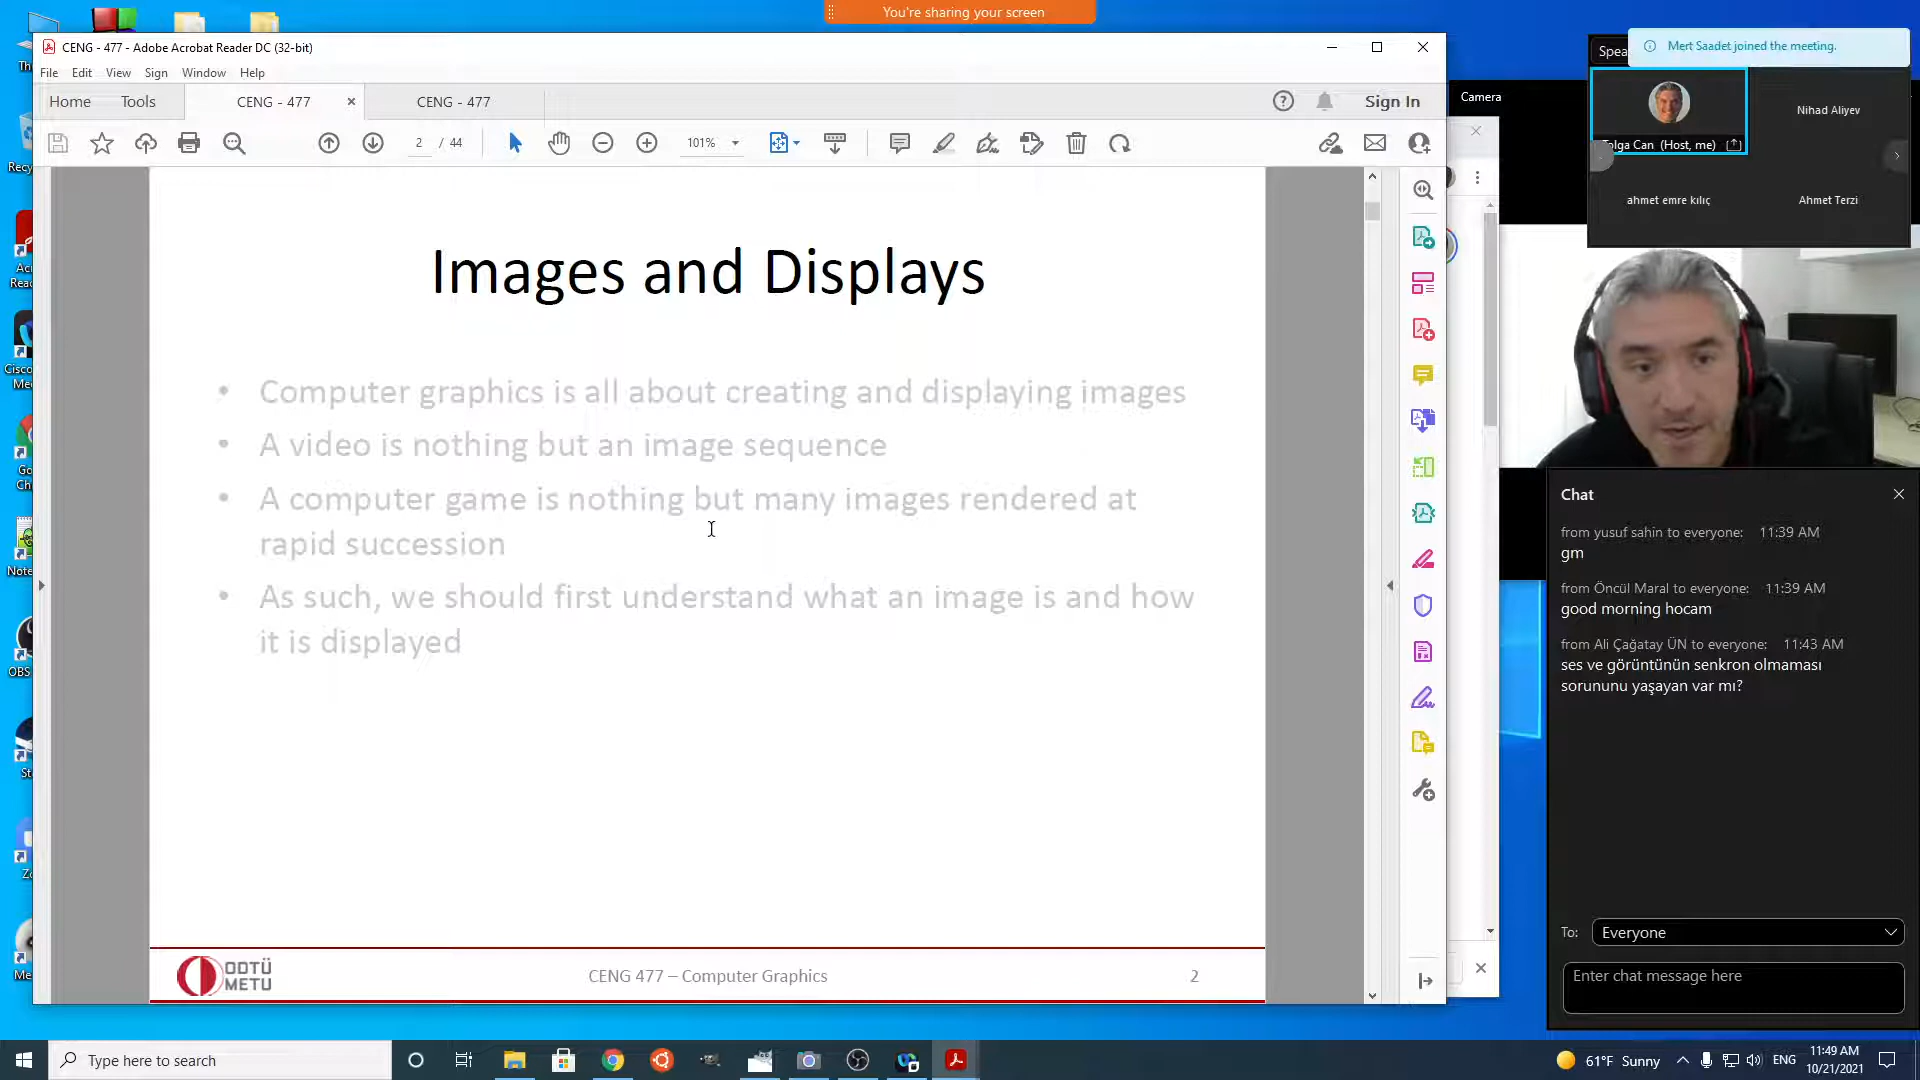 You're sharing your screen
CENG - 477 - Adobe Acrobat Reader DC (32-bit)
File Edit View Sign Window Help
Home Tools CENG - 477 CENG - 477 Sign In
2 / 44 101%
Images and Displays
• Computer graphics is all about creating and displaying images
• A video is nothing but an image sequence
• A computer game is nothing but many images rendered at
rapid succession
• As such, we should first understand what an image is and how
it is displayed
ODTÜ
METU
CENG 477 – Computer Graphics
2
Camera
Mert Saadet joined the meeting.
Tolga Can (Host, me)
Nihad Aliyev
ahmet emre kılıç
Ahmet Terzi
Chat
from yusuf sahin to everyone: 11:39 AM
gm
from Öncül Maral to everyone: 11:39 AM
good morning hocam
from Ali Çağatay ÜN to everyone: 11:43 AM
ses ve görüntünün senkron olmaması
sorununu yaşayan var mı?
To: Everyone
Enter chat message here
Type here to search
61°F Sunny
ENG
11:49 AM
10/21/2021